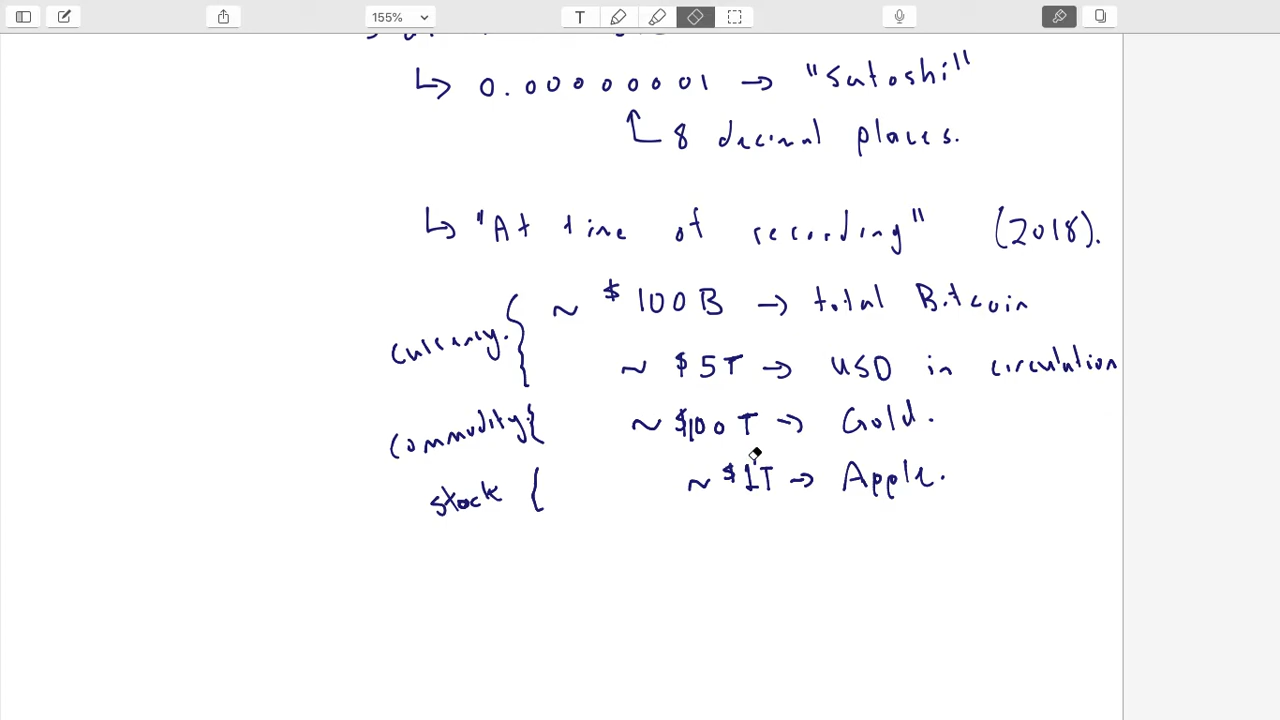 155%
T
↳ 0.00000001 → "Satoshi"
8 decimal places.
↳ "At time of recording" (2018).
~ $100B → total Bitcoin
currency.
~ $5T → USD in circulation
commodity
~ $100T → Gold.
stock
~ $1T → Apple.